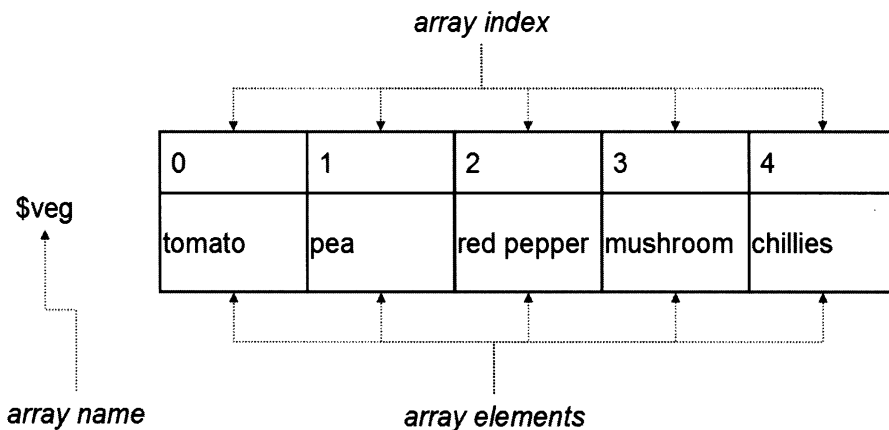 array index
0 1 2 3 4
$veg
tomato pea red pepper mushroom chillies
array name array elements